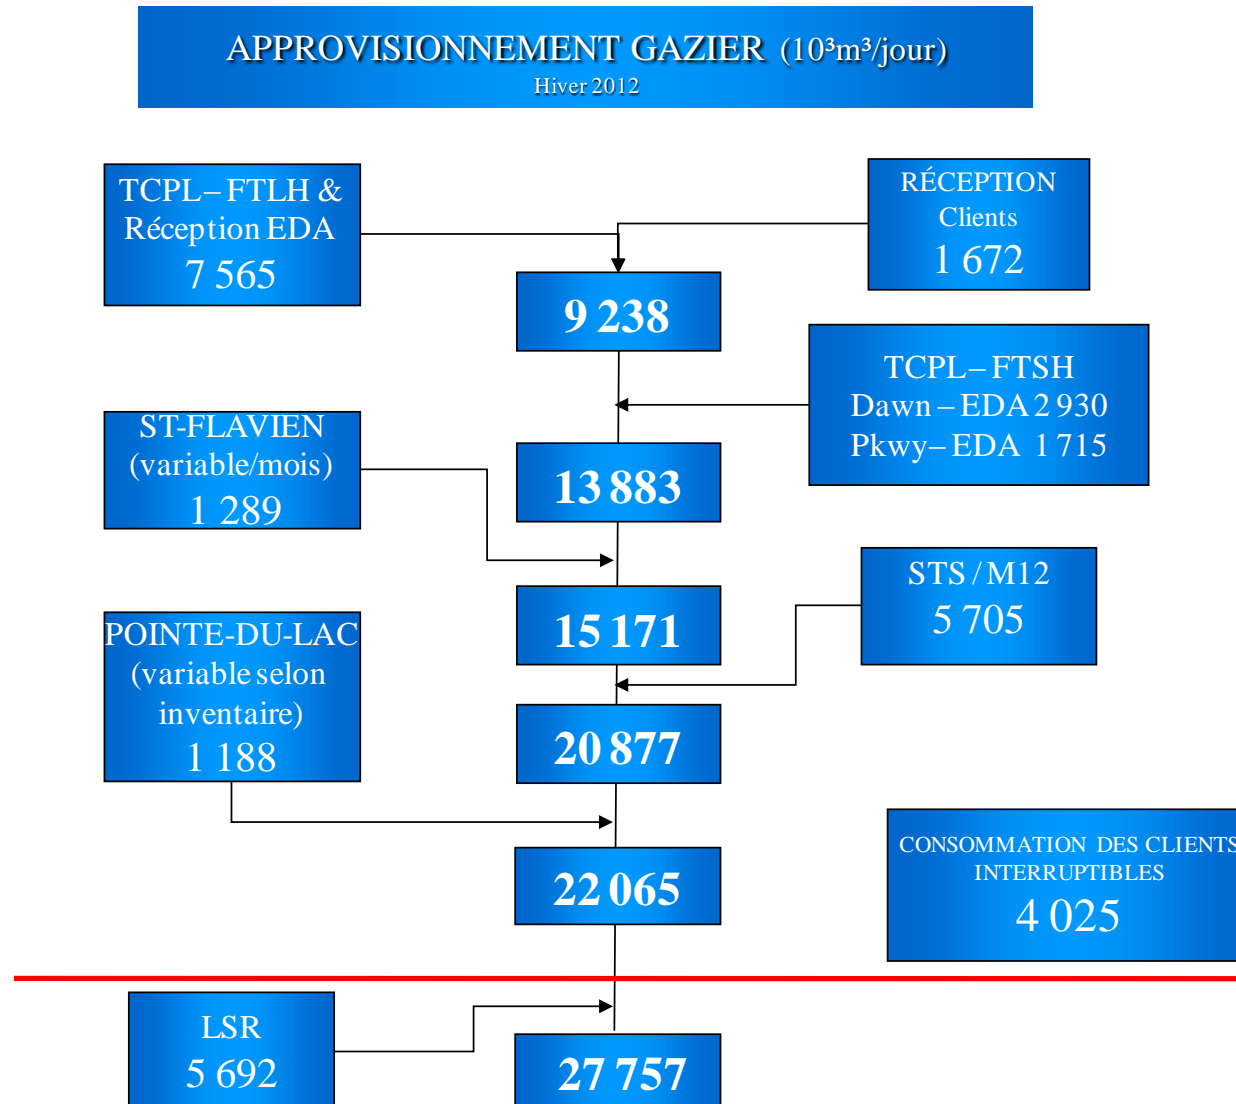 APPROVISIONNEMENT GAZIER (10³m³/jour)
Hiver 2012
TCPL– FTLH &
Réception EDA
7 565
RÉCEPTION
Clients
1 672
9 238
TCPL– FTSH
Dawn – EDA 2 930
Pkwy– EDA 1 715
ST-FLAVIEN
(variable/mois)
1 289
13 883
STS / M12
5 705
15 171
POINTE-DU-LAC
(variable selon
inventaire)
1 188
20 877
CONSOMMATION DES CLIENTS
INTERRUPTIBLES
4 025
22 065
LSR
5 692
27 757